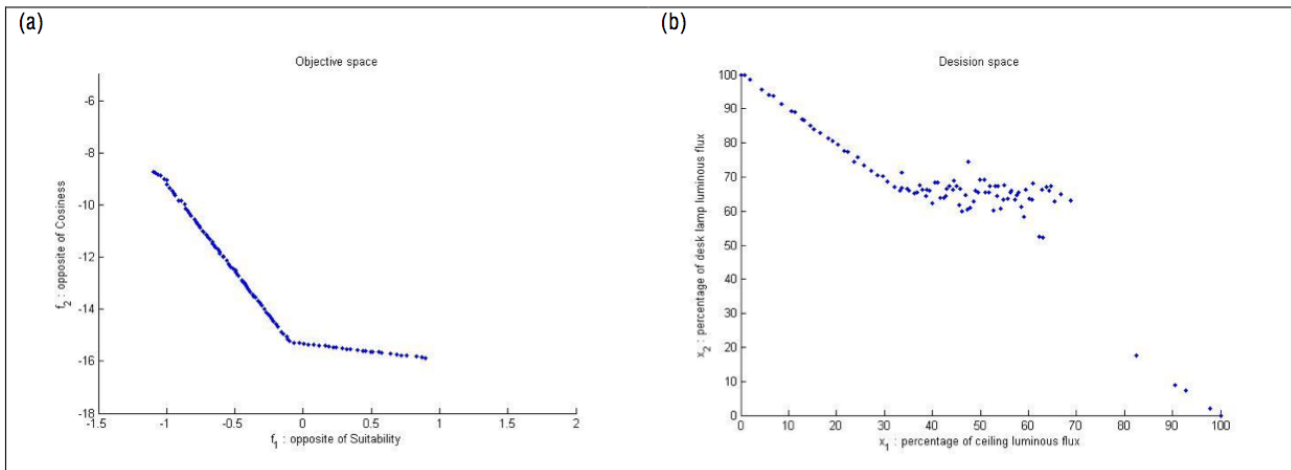 (a)
Objective space
-6
-8
-10
-12
-14
-16
-18
f2 : opposite of Cosiness
-1.5 -1 -0.5 0 0.5 1 1.5 2
f1 : opposite of Suitability
(b)
Desision space
100
90
80
70
60
50
40
30
20
10
0
x2 : percentage of desk lamp luminous flux
0 10 20 30 40 50 60 70 80 90 100
x1 : percentage of ceiling luminous flux